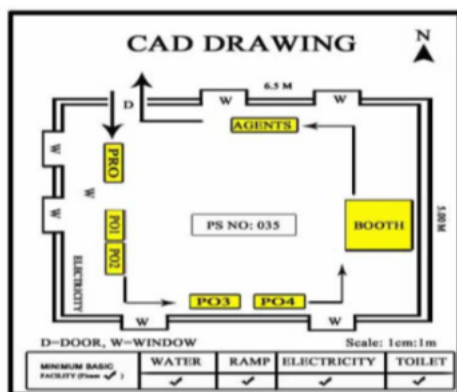 CAD DRAWING
N
6.5 M
D
W
W
AGENTS
W
PRO
W
W
PO1
PS NO: 035
BOOTH
5.00 M
PO2
ELECTRICITY
PO3
PO4
W
W
D=DOOR, W=WINDOW
Scale: 1cm:1m
MINIMUM BASIC
FACILITY (Fixed ✓)
WATER
RAMP
ELECTRICITY
TOILET
✓
✓
✓
✓